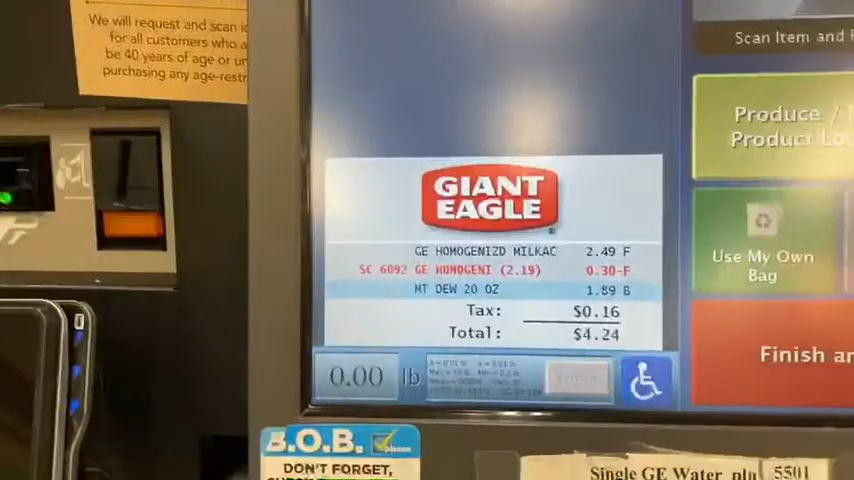 We will request and scan
for all customers who a
be 40 years of age or un
purchasing any age-restr
Scan Item and
Produce /
Product Lo
GIANT
EAGLE
GE HOMOGENIZD MILKAC 2.49 F
SC 6092 GE HOMOGENI (2.19) 0.30-F
MT DEW 20 OZ 1.89 B
Tax: $0.16
Total: $4.24
Use My Own
Bag
Finish an
0.00 lb
B.O.B. please
DON'T FORGET,
Single GE Water 5501